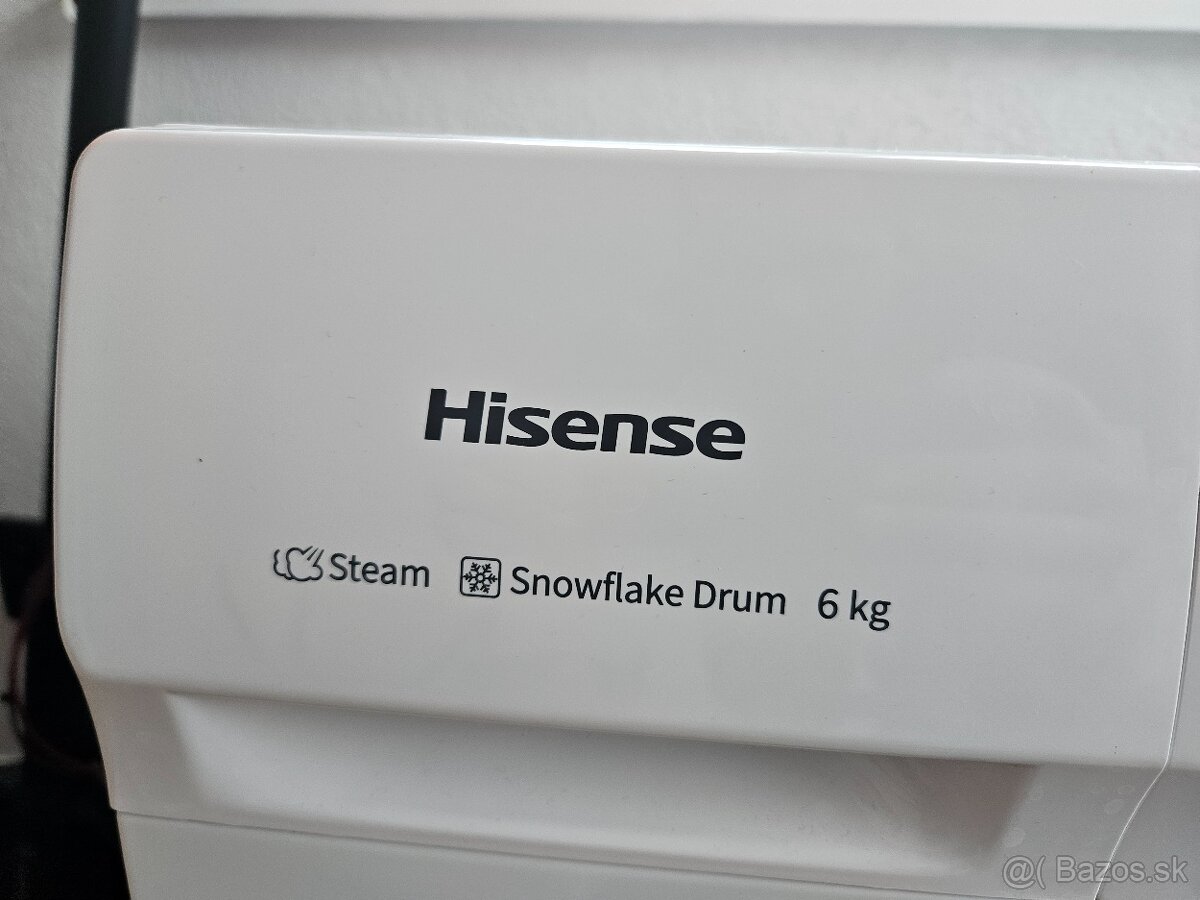 Hisense
Steam Snowflake Drum 6 kg
@( Bazos.sk